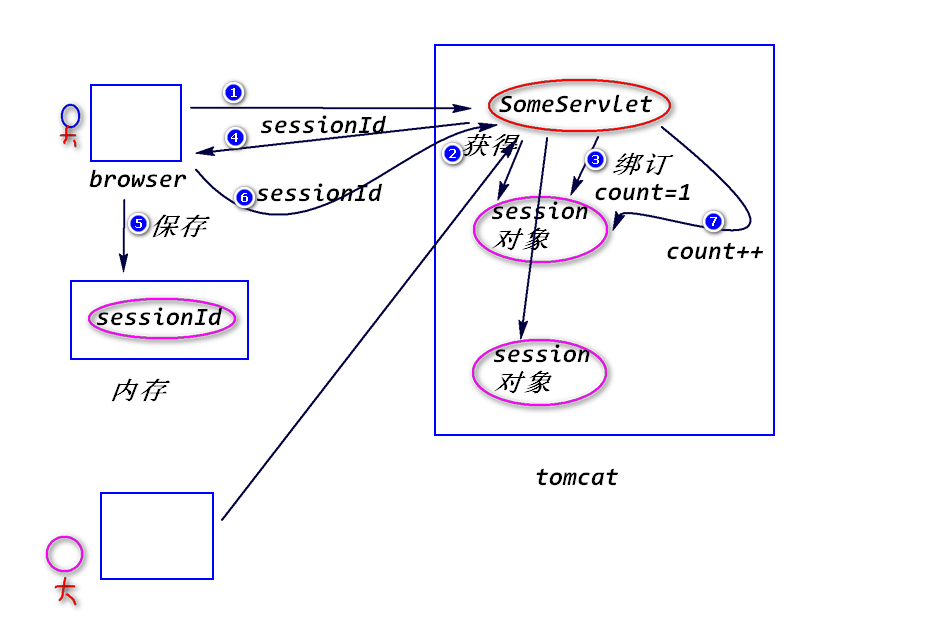 ①
SomeServlet
sessionId
④
② 获得
③ 绑订
browser
⑥ sessionId
count=1
⑤ 保存
session
对象
⑦
count++
sessionId
内存
session
对象
tomcat